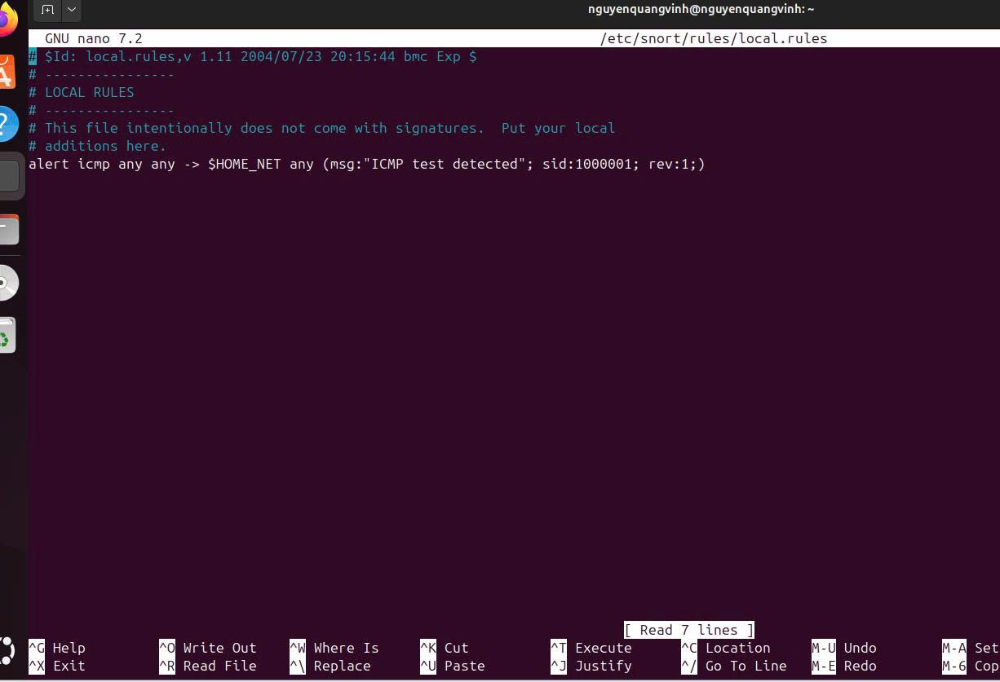 nguyenquangvinh@nguyenquangvinh: ~
GNU nano 7.2 /etc/snort/rules/local.rules
# $Id: local.rules,v 1.11 2004/07/23 20:15:44 bmc Exp $
# ----------------
# LOCAL RULES
# ----------------
# This file intentionally does not come with signatures.  Put your local
# additions here.
alert icmp any any -> $HOME_NET any (msg:"ICMP test detected"; sid:1000001; rev:1;)
[ Read 7 lines ]
^G Help ^O Write Out ^W Where Is ^K Cut ^T Execute ^C Location M-U Undo M-A Set
^X Exit ^R Read File ^\ Replace ^U Paste ^J Justify ^/ Go To Line M-E Redo M-6 Cop